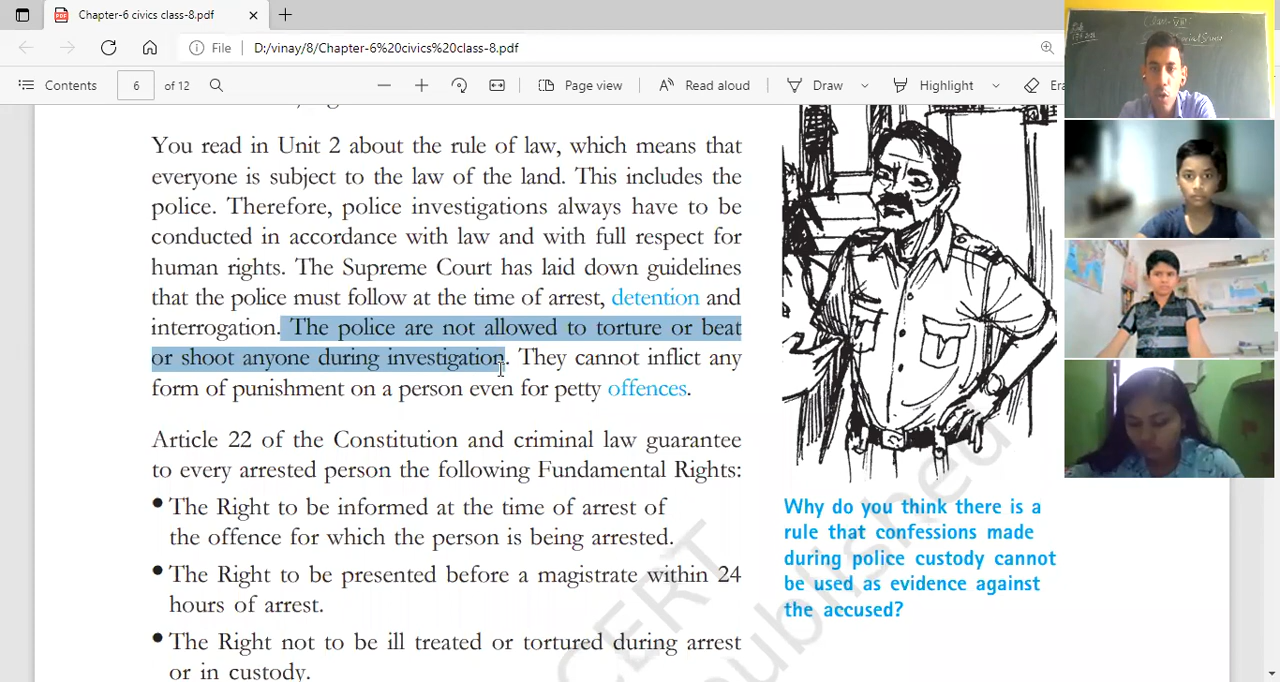 Chapter-6 civics class-8.pdf
File D:/vinay/8/Chapter-6%20civics%20class-8.pdf
Contents 6 of 12 Page view Read aloud Draw Highlight Era
You read in Unit 2 about the rule of law, which means that
everyone is subject to the law of the land. This includes the
police. Therefore, police investigations always have to be
conducted in accordance with law and with full respect for
human rights. The Supreme Court has laid down guidelines
that the police must follow at the time of arrest, detention and
interrogation. The police are not allowed to torture or beat
or shoot anyone during investigation. They cannot inflict any
form of punishment on a person even for petty offences.
Article 22 of the Constitution and criminal law guarantee
to every arrested person the following Fundamental Rights:
• The Right to be informed at the time of arrest of
the offence for which the person is being arrested.
• The Right to be presented before a magistrate within 24
hours of arrest.
• The Right not to be ill treated or tortured during arrest
or in custody.
Why do you think there is a
rule that confessions made
during police custody cannot
be used as evidence against
the accused?